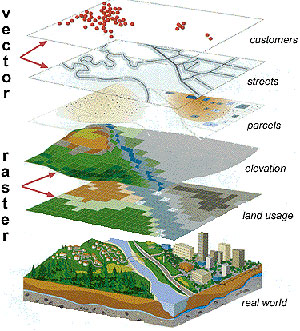 vector
customers
streets
parcels
elevation
raster
land usage
real world